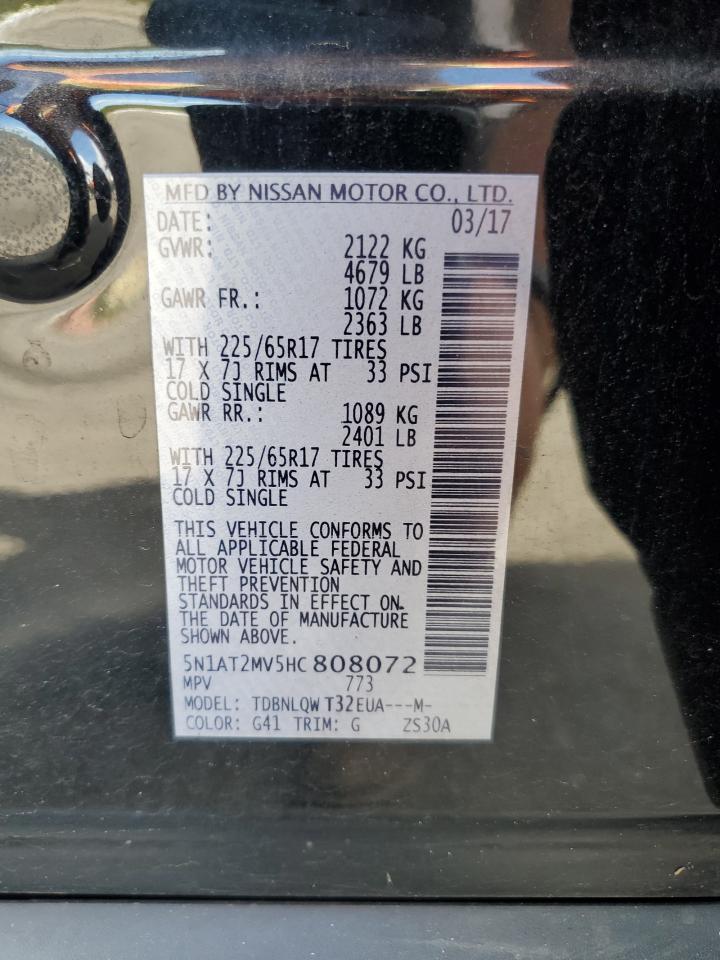 MFD BY NISSAN MOTOR CO., LTD.
DATE: 03/17
GVWR: 2122 KG
4679 LB
GAWR FR.: 1072 KG
2363 LB
WITH 225/65R17 TIRES
17 X 7J RIMS AT 33 PSI
COLD SINGLE
GAWR RR.: 1089 KG
2401 LB
WITH 225/65R17 TIRES
17 X 7J RIMS AT 33 PSI
COLD SINGLE
THIS VEHICLE CONFORMS TO
ALL APPLICABLE FEDERAL
MOTOR VEHICLE SAFETY AND
THEFT PREVENTION
STANDARDS IN EFFECT ON
THE DATE OF MANUFACTURE
SHOWN ABOVE.
5N1AT2MV5HC808072
MPV 773
MODEL: TDBNLQW T32EUA---M-
COLOR: G41 TRIM: G ZS30A